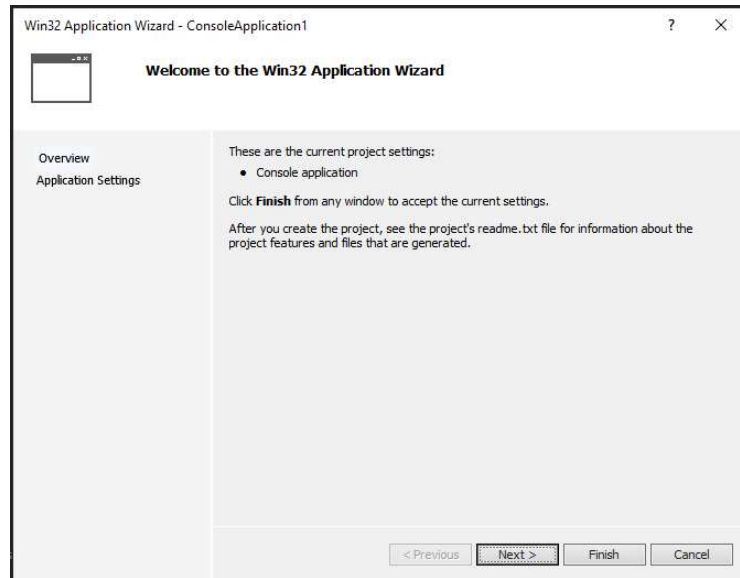 Win32 Application Wizard - ConsoleApplication1
Welcome to the Win32 Application Wizard
Overview
Application Settings
These are the current project settings:
• Console application
Click Finish from any window to accept the current settings.
After you create the project, see the project's readme.txt file for information about the
project features and files that are generated.
< Previous Next > Finish Cancel